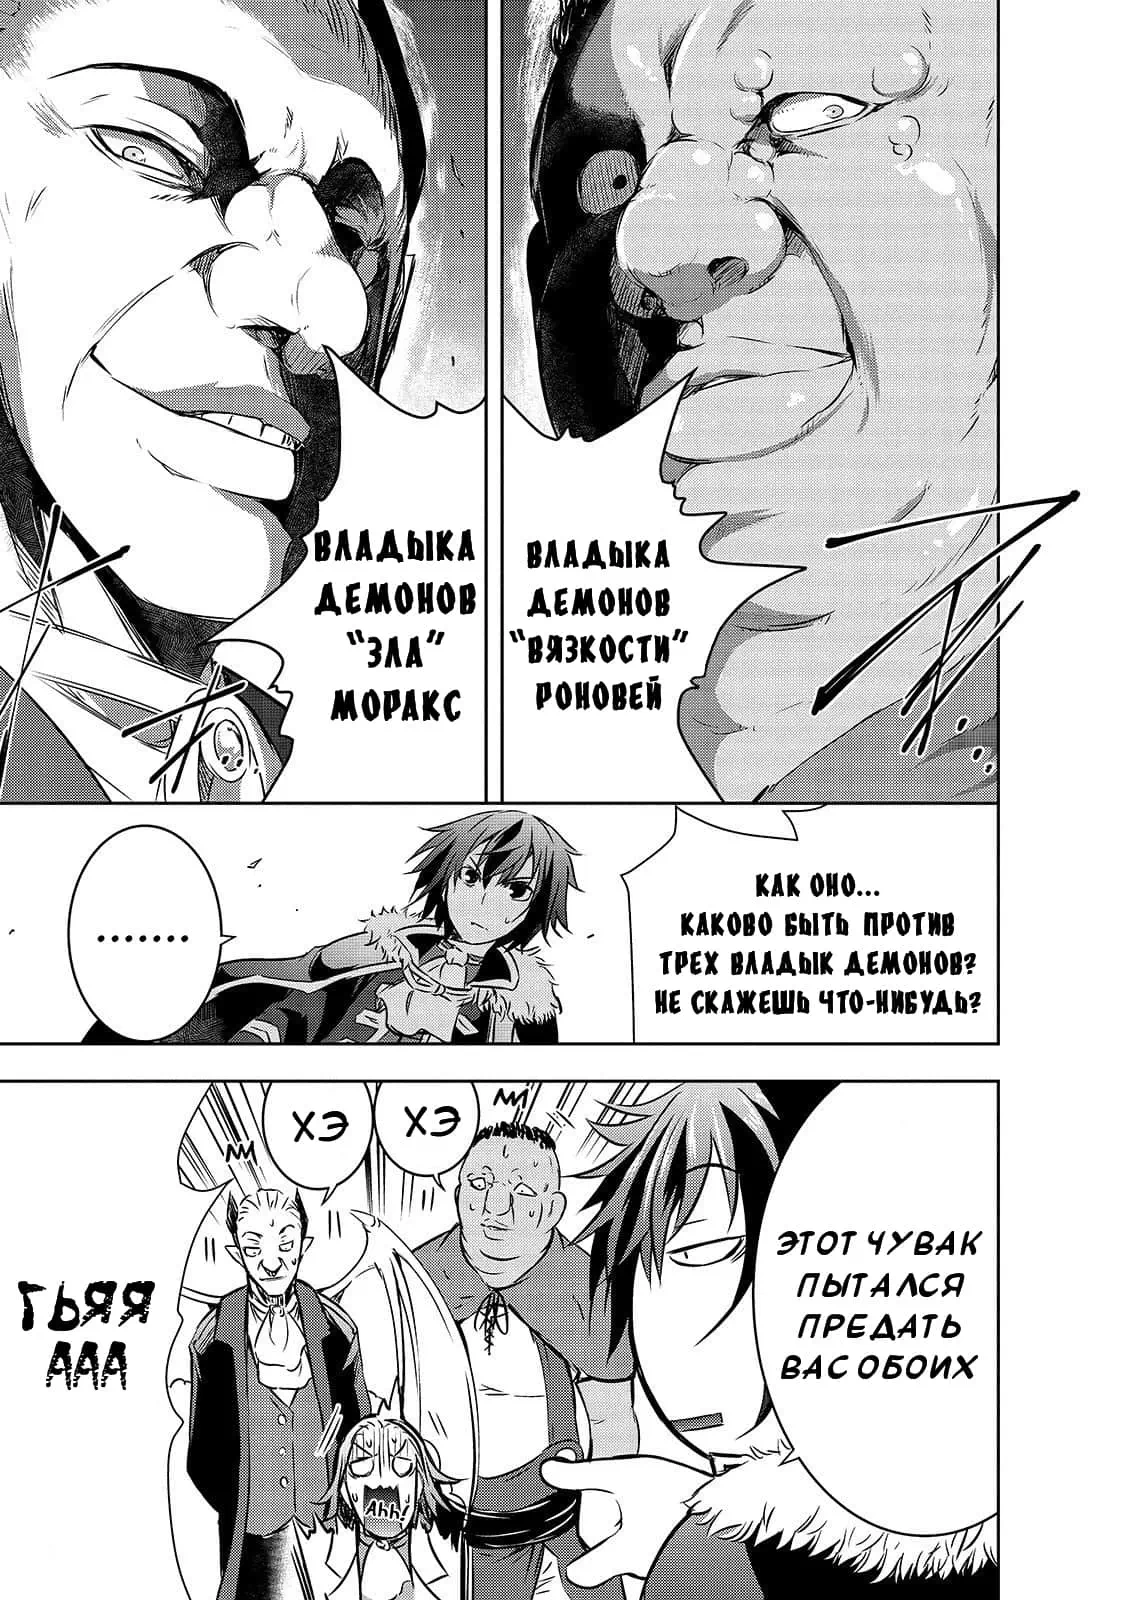 ВЛАДЫКА
ДЕМОНОВ
"ВЯЗКОСТИ"
РОНОВЕЙ
ВЛАДЫКА
ДЕМОНОВ
"ЗЛА"
МОРАКС
КАК ОНО...
КАКОВО БЫТЬ ПРОТИВ
ТРЕХ ВЛАДЫК ДЕМОНОВ?
НЕ СКАЖЕШЬ ЧТО-НИБУДЬ?
.......
ЭТОТ ЧУВАК
ПЫТАЛСЯ
ПРЕДАТЬ
ВАС ОБОИХ
ХЭ
ХЭ
ГЬЯЯ
ААА
Ahh!